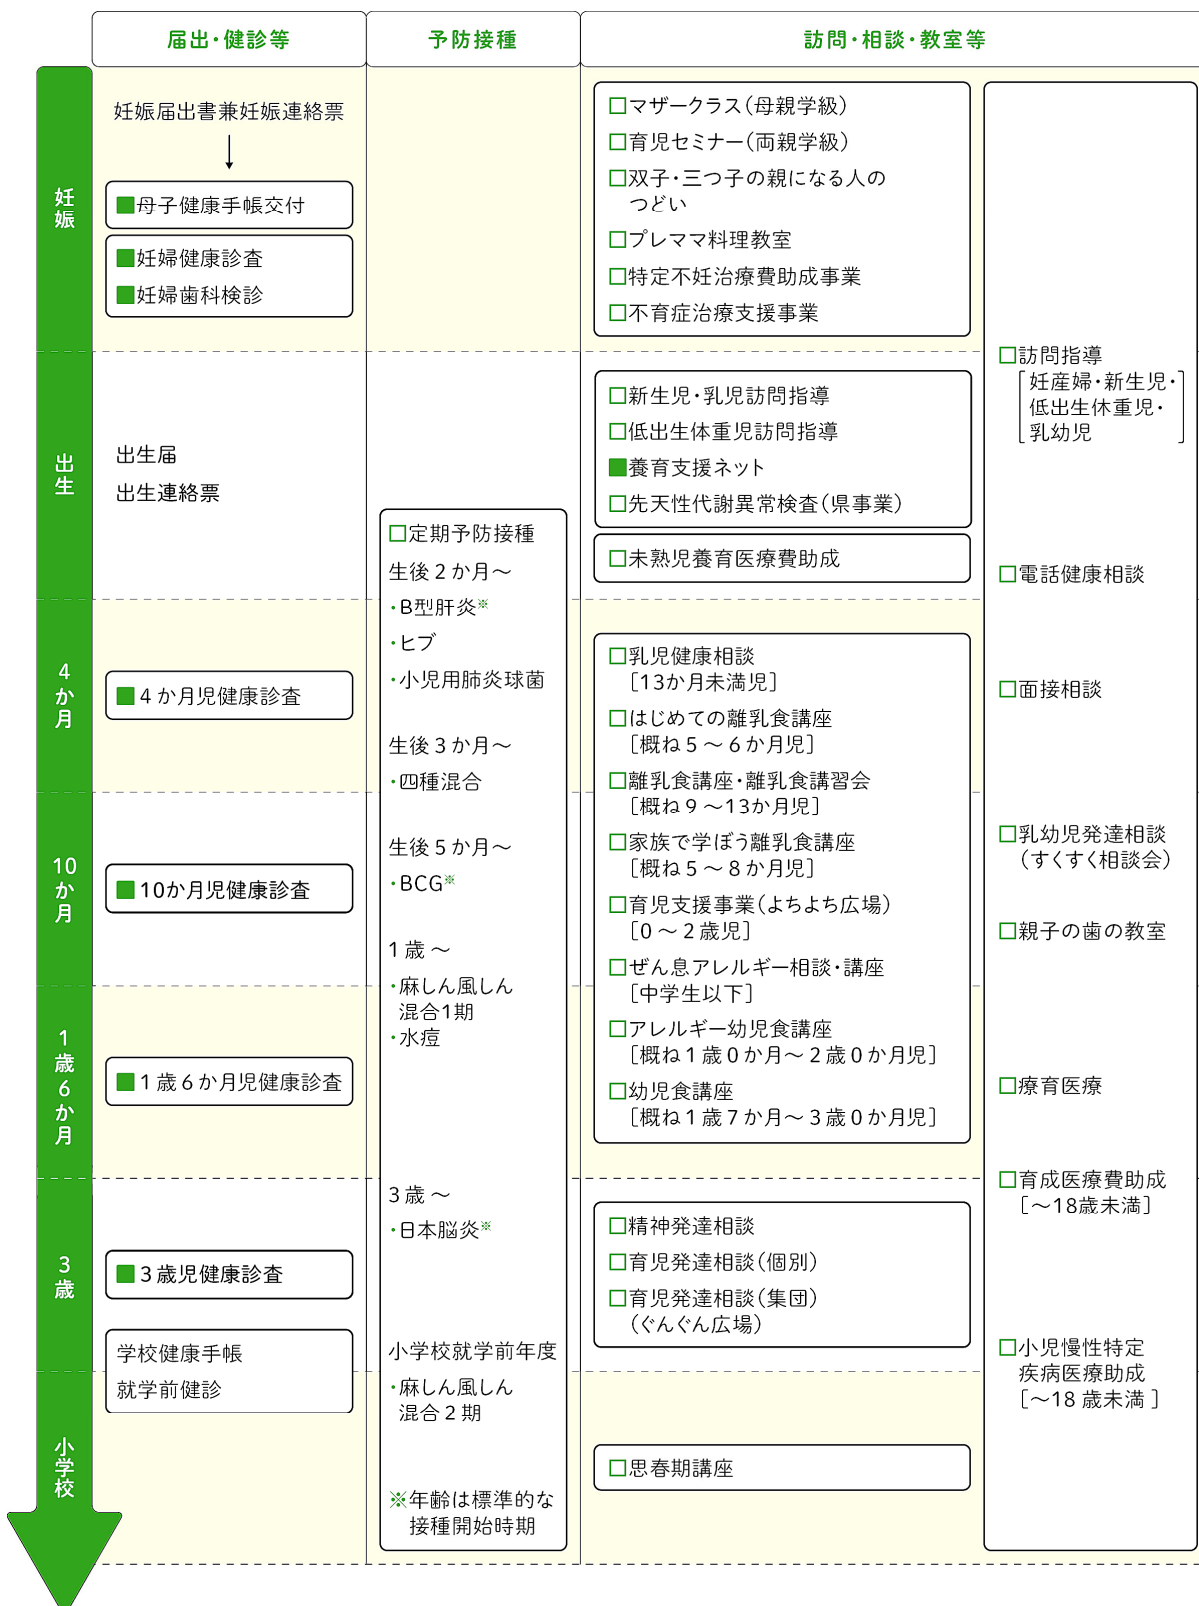 届出・健診等
予防接種
訪問・相談・教室等
妊娠
妊娠届出書兼妊娠連絡票
■母子健康手帳交付
■妊婦健康診査
■妊婦歯科検診
□マザークラス（母親学級）
□育児セミナー（両親学級）
□双子・三つ子の親になる人の
つどい
□プレママ料理教室
□特定不妊治療費助成事業
□不育症治療支援事業
出生
出生届
出生連絡票
□新生児・乳児訪問指導
□低出生体重児訪問指導
■養育支援ネット
□先天性代謝異常検査（県事業）
□未熟児養育医療費助成
4か月
■4か月児健康診査
10か月
■10か月児健康診査
1歳6か月
■1歳6か月児健康診査
3歳
■3歳児健康診査
学校健康手帳
就学前健診
小学校
□定期予防接種
生後2か月〜
・B型肝炎※
・ヒブ
・小児用肺炎球菌
生後3か月〜
・四種混合
生後5か月〜
・BCG※
1歳〜
・麻しん風しん
混合1期
・水痘
3歳〜
・日本脳炎※
小学校就学前年度
・麻しん風しん
混合2期
※年齢は標準的な
接種開始時期
□乳児健康相談
［13か月未満児］
□はじめての離乳食講座
［概ね5〜6か月児］
□離乳食講座・離乳食講習会
［概ね9〜13か月児］
□家族で学ぼう離乳食講座
［概ね5〜8か月児］
□育児支援事業（よちよち広場）
［0〜2歳児］
□ぜん息アレルギー相談・講座
［中学生以下］
□アレルギー幼児食講座
［概ね1歳0か月〜2歳0か月児］
□幼児食講座
［概ね1歳7か月〜3歳0か月児］
□精神発達相談
□育児発達相談（個別）
□育児発達相談（集団）
（ぐんぐん広場）
□思春期講座
□訪問指導
［妊産婦・新生児・
低出生体重児・
乳幼児］
□電話健康相談
□面接相談
□乳幼児発達相談
（すくすく相談会）
□親子の歯の教室
□療育医療
□育成医療費助成
［〜18歳未満］
□小児慢性特定
疾病医療助成
［〜18歳未満］